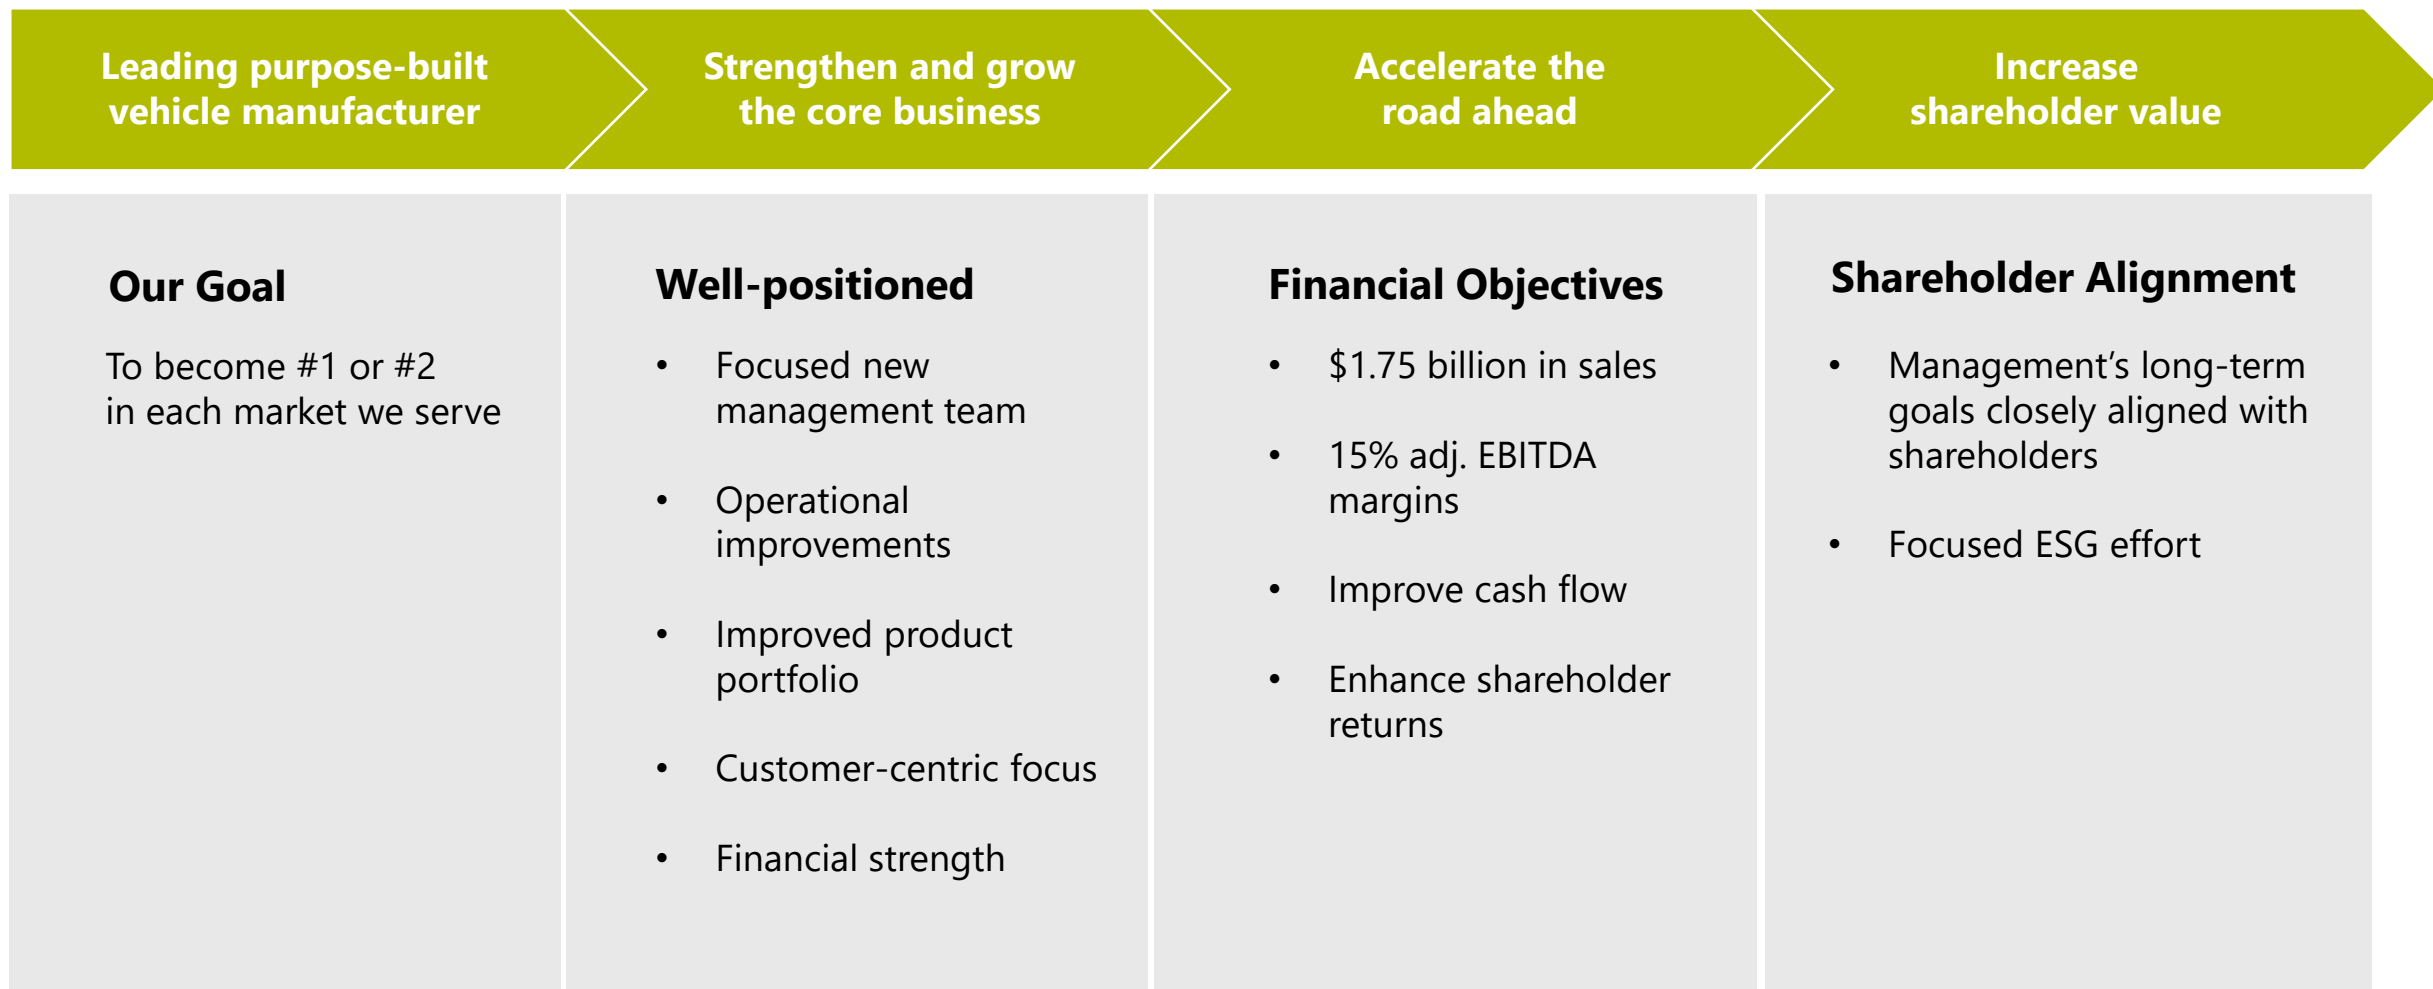 Leading purpose-built
vehicle manufacturer
Strengthen and grow
the core business
Accelerate the
road ahead
Increase
shareholder value
Our Goal
To become #1 or #2
in each market we serve
Well-positioned
• Focused new
management team
• Operational
improvements
• Improved product
portfolio
• Customer-centric focus
• Financial strength
Financial Objectives
• $1.75 billion in sales
• 15% adj. EBITDA
margins
• Improve cash flow
• Enhance shareholder
returns
Shareholder Alignment
• Management’s long-term
goals closely aligned with
shareholders
• Focused ESG effort